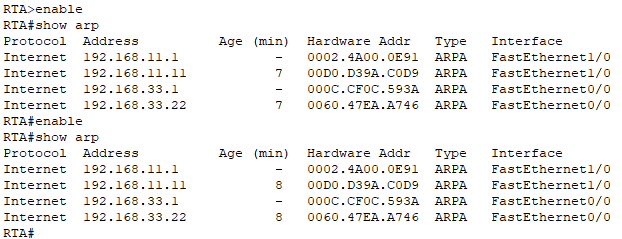 RTA>enable
RTA#show arp
Protocol  Address          Age (min)  Hardware Addr   Type   Interface
Internet  192.168.11.1            -   0002.4A00.0E91  ARPA   FastEthernet1/0
Internet  192.168.11.11           7   00D0.D39A.C0D9  ARPA   FastEthernet1/0
Internet  192.168.33.1            -   000C.CF0C.593A  ARPA   FastEthernet0/0
Internet  192.168.33.22           7   0060.47EA.A746  ARPA   FastEthernet0/0
RTA#enable
RTA#show arp
Protocol  Address          Age (min)  Hardware Addr   Type   Interface
Internet  192.168.11.1            -   0002.4A00.0E91  ARPA   FastEthernet1/0
Internet  192.168.11.11           8   00D0.D39A.C0D9  ARPA   FastEthernet1/0
Internet  192.168.33.1            -   000C.CF0C.593A  ARPA   FastEthernet0/0
Internet  192.168.33.22           8   0060.47EA.A746  ARPA   FastEthernet0/0
RTA#